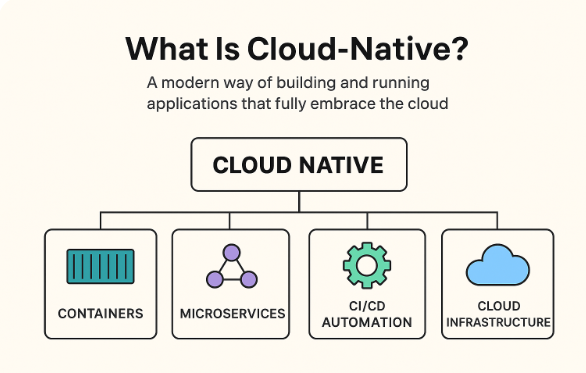 What Is Cloud-Native?
A modern way of building and running
applications that fully embrace the cloud
CLOUD NATIVE
CONTAINERS
MICROSERVICES
CI/CD
AUTOMATION
CLOUD
INFRASTRUCTURE